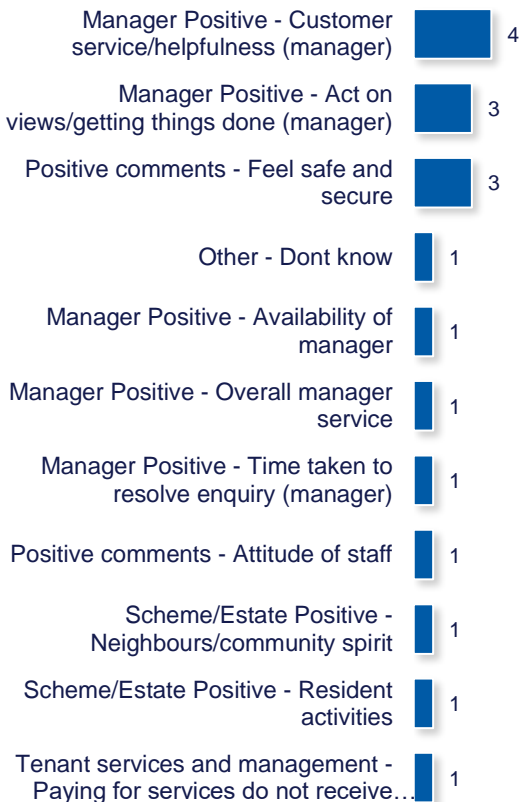 Manager Positive - Customer
service/helpfulness (manager)
4
Manager Positive - Act on
views/getting things done (manager)
3
Positive comments - Feel safe and
secure
3
Other - Dont know
1
Manager Positive - Availability of
manager
1
Manager Positive - Overall manager
service
1
Manager Positive - Time taken to
resolve enquiry (manager)
1
Positive comments - Attitude of staff
1
Scheme/Estate Positive -
Neighbours/community spirit
1
Scheme/Estate Positive - Resident
activities
1
Tenant services and management -
Paying for services do not receive…
1